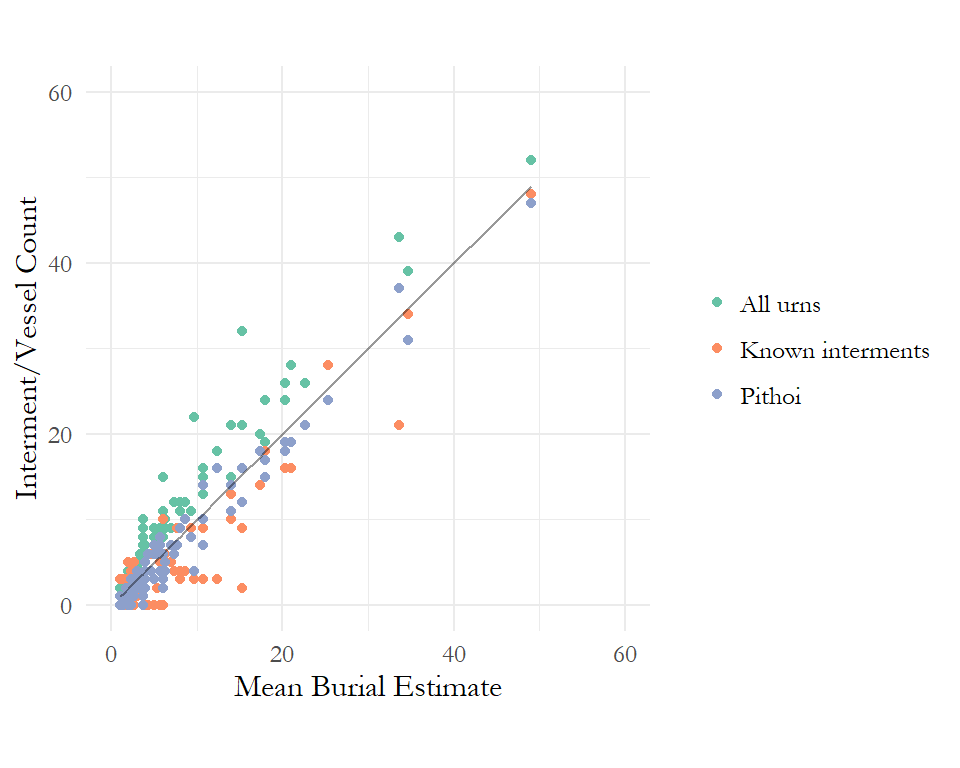 60
40
20
0
Interment/Vessel Count
0 20 40 60
Mean Burial Estimate
All urns
Known interments
Pithoi